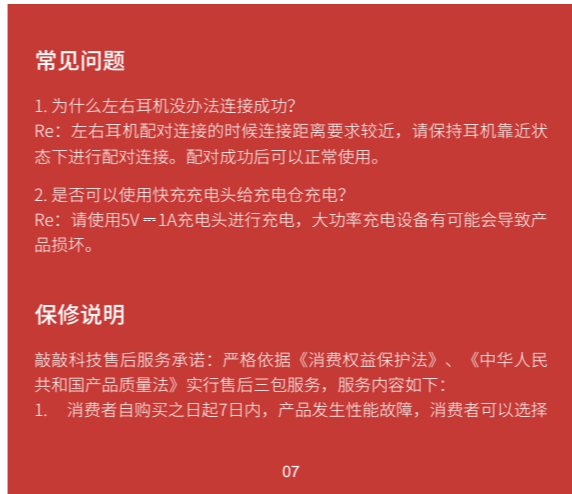 常见问题
1. 为什么左右耳机没办法连接成功？
Re：左右耳机配对连接的时候连接距离要求较近，请保持耳机靠近状
态下进行配对连接。配对成功后可以正常使用。
2. 是否可以使用快充充电头给充电仓充电？
Re：请使用5V⎓1A充电头进行充电，大功率充电设备有可能会导致产
品损坏。
保修说明
敲敲科技售后服务承诺：严格依据《消费权益保护法》、《中华人民
共和国产品质量法》实行售后三包服务，服务内容如下：
1. 消费者自购买之日起7日内，产品发生性能故障，消费者可以选择
07